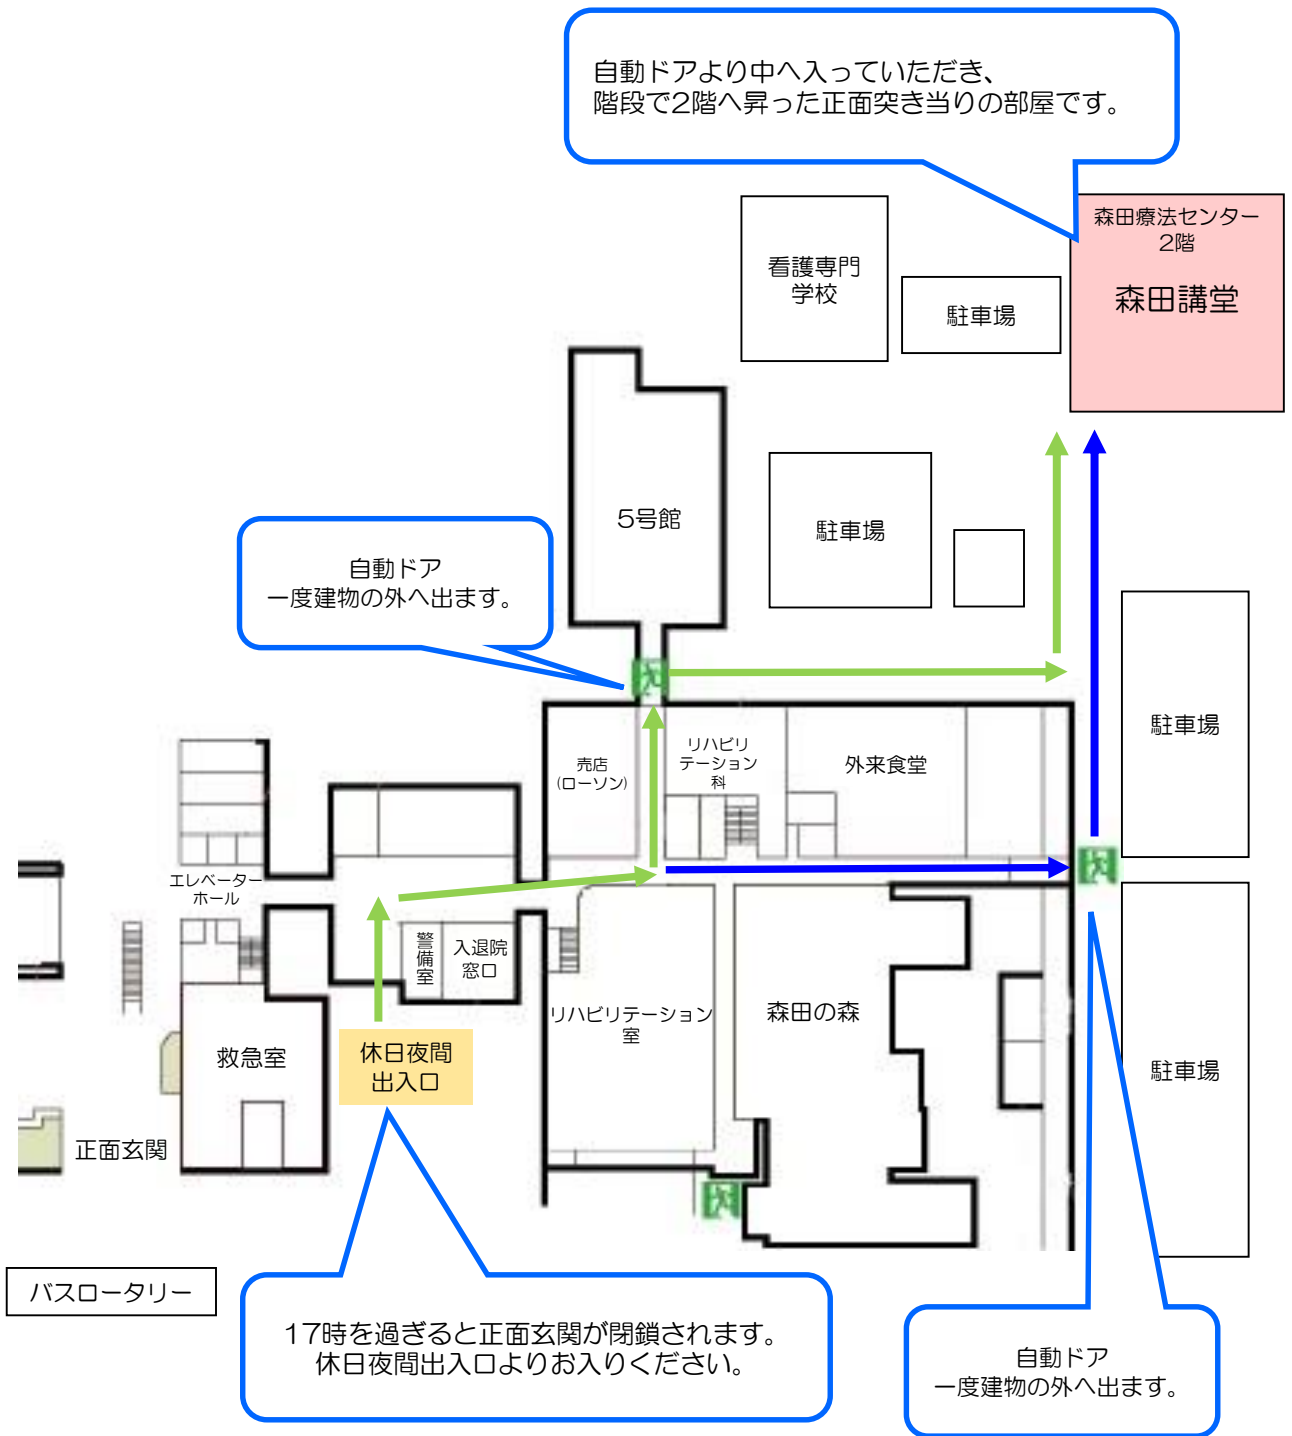 自動ドアより中へ入っていただき、
階段で2階へ昇った正面突き当りの部屋です。
森田療法センター
2階
森田講堂
看護専門
学校
駐車場
5号館
駐車場
自動ドア
一度建物の外へ出ます。
駐車場
売店
(ローソン)
リハビリ
テーション
科
外来食堂
エレベーター
ホール
警
備
室
入退院
窓口
リハビリテーション
室
森田の森
救急室
休日夜間
出入口
駐車場
正面玄関
バスロータリー
17時を過ぎると正面玄関が閉鎖されます。
休日夜間出入口よりお入りください。
自動ドア
一度建物の外へ出ます。